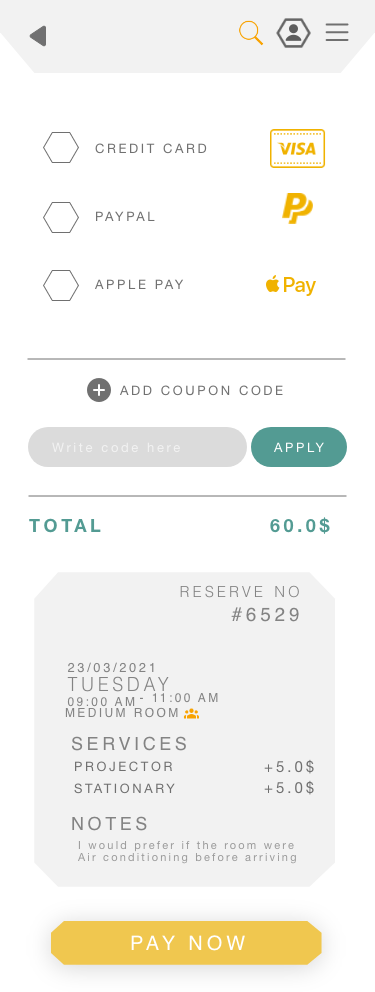 CREDIT CARD
VISA
PAYPAL
APPLE PAY
Pay
ADD COUPON CODE
Write code here
APPLY
TOTAL 60.0$
RESERVE NO
#6529
23/03/2021
TUESDAY
09:00 AM - 11:00 AM
MEDIUM ROOM
SERVICES
PROJECTOR +5.0$
STATIONARY +5.0$
NOTES
I would prefer if the room were
Air conditioning before arriving
PAY NOW